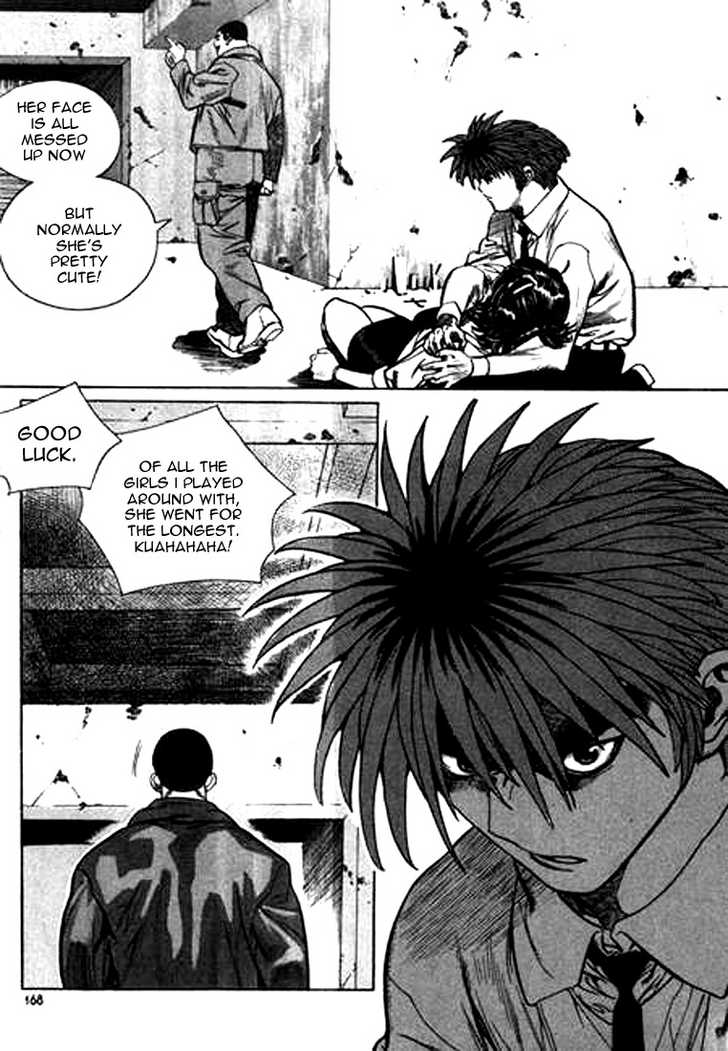 HER FACE
IS ALL
MESSED
UP NOW
BUT
NORMALLY
SHE'S
PRETTY
CUTE!
GOOD
LUCK.
OF ALL THE
GIRLS I PLAYED
AROUND WITH,
SHE WENT FOR
THE LONGEST.
KUAHAHAHA!
168